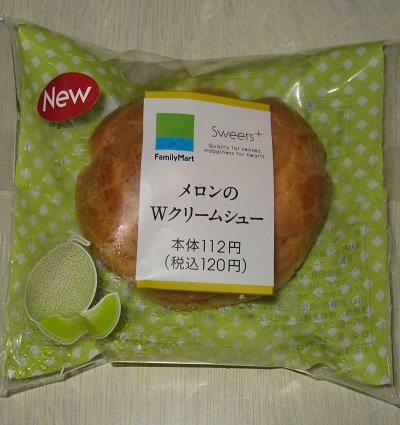 New
FamilyMart
Sweets+
Quality for senses,
Happiness for hearts.
メロンの
Wクリームシュー
本体112円
(税込120円)